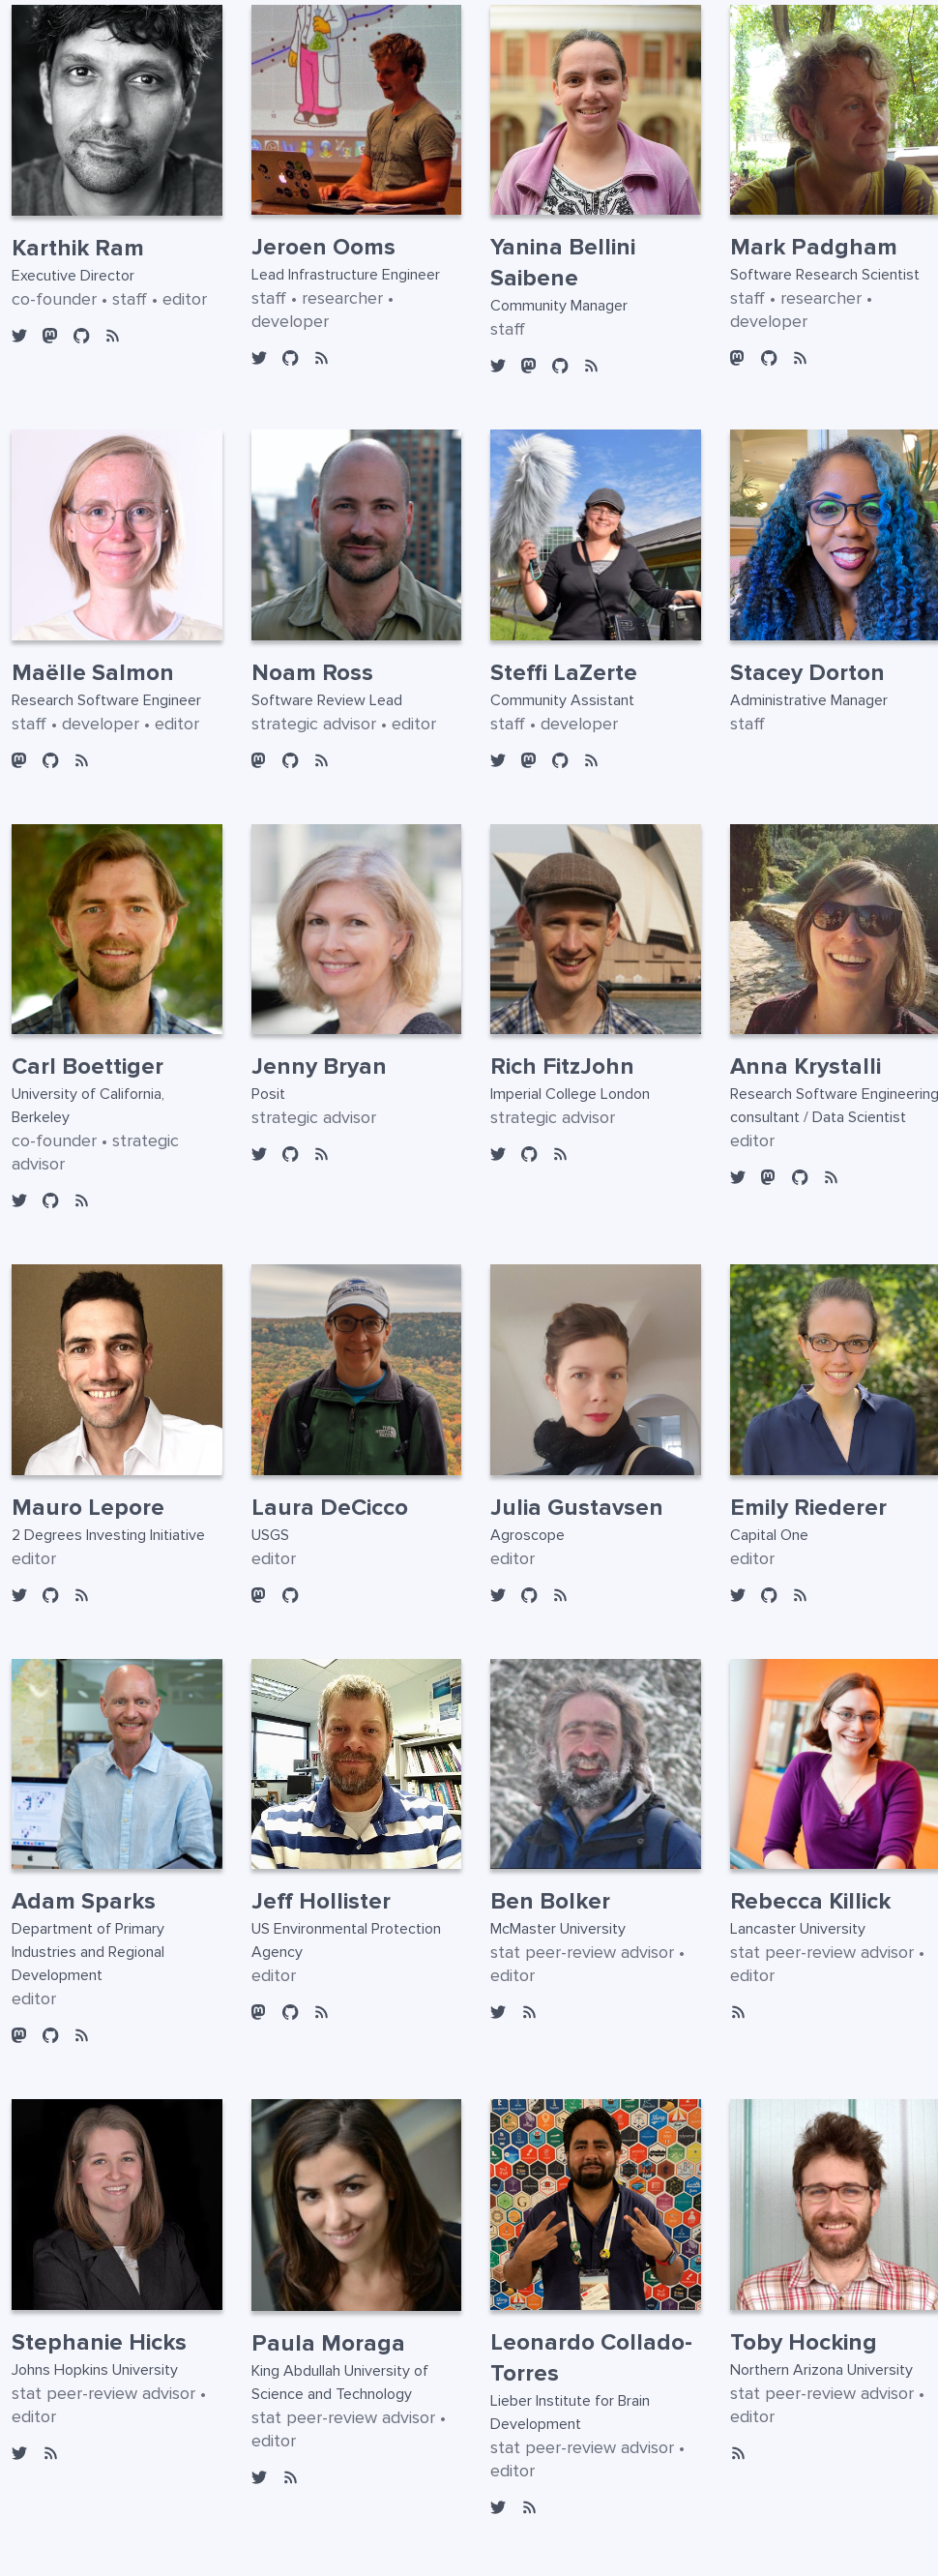 Karthik Ram
Executive Director
co-founder • staff • editor
Jeroen Ooms
Lead Infrastructure Engineer
staff • researcher •
developer
Yanina Bellini
Saibene
Community Manager
staff
Mark Padgham
Software Research Scientist
staff • researcher •
developer
Maëlle Salmon
Research Software Engineer
staff • developer • editor
Noam Ross
Software Review Lead
strategic advisor • editor
Steffi LaZerte
Community Assistant
staff • developer
Stacey Dorton
Administrative Manager
staff
Carl Boettiger
University of California,
Berkeley
co-founder • strategic
advisor
Jenny Bryan
Posit
strategic advisor
Rich FitzJohn
Imperial College London
strategic advisor
Anna Krystalli
Research Software Engineering
consultant / Data Scientist
editor
Mauro Lepore
2 Degrees Investing Initiative
editor
Laura DeCicco
USGS
editor
Julia Gustavsen
Agroscope
editor
Emily Riederer
Capital One
editor
Adam Sparks
Department of Primary
Industries and Regional
Development
editor
Jeff Hollister
US Environmental Protection
Agency
editor
Ben Bolker
McMaster University
stat peer-review advisor •
editor
Rebecca Killick
Lancaster University
stat peer-review advisor •
editor
Stephanie Hicks
Johns Hopkins University
stat peer-review advisor •
editor
Paula Moraga
King Abdullah University of
Science and Technology
stat peer-review advisor •
editor
Leonardo Collado-
Torres
Lieber Institute for Brain
Development
stat peer-review advisor •
editor
Toby Hocking
Northern Arizona University
stat peer-review advisor •
editor